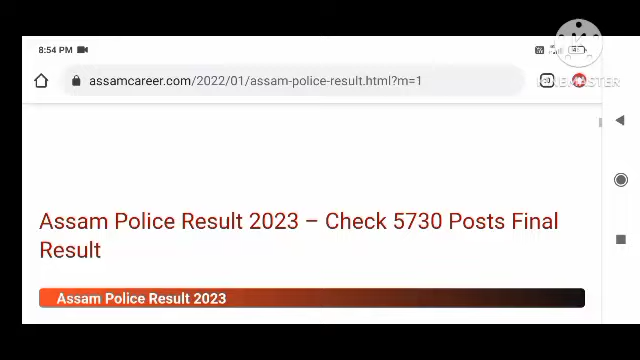 8:54 PM
assamcareer.com/2022/01/assam-police-result.html?m=1
KINEMASTER
Assam Police Result 2023 – Check 5730 Posts Final
Result
Assam Police Result 2023